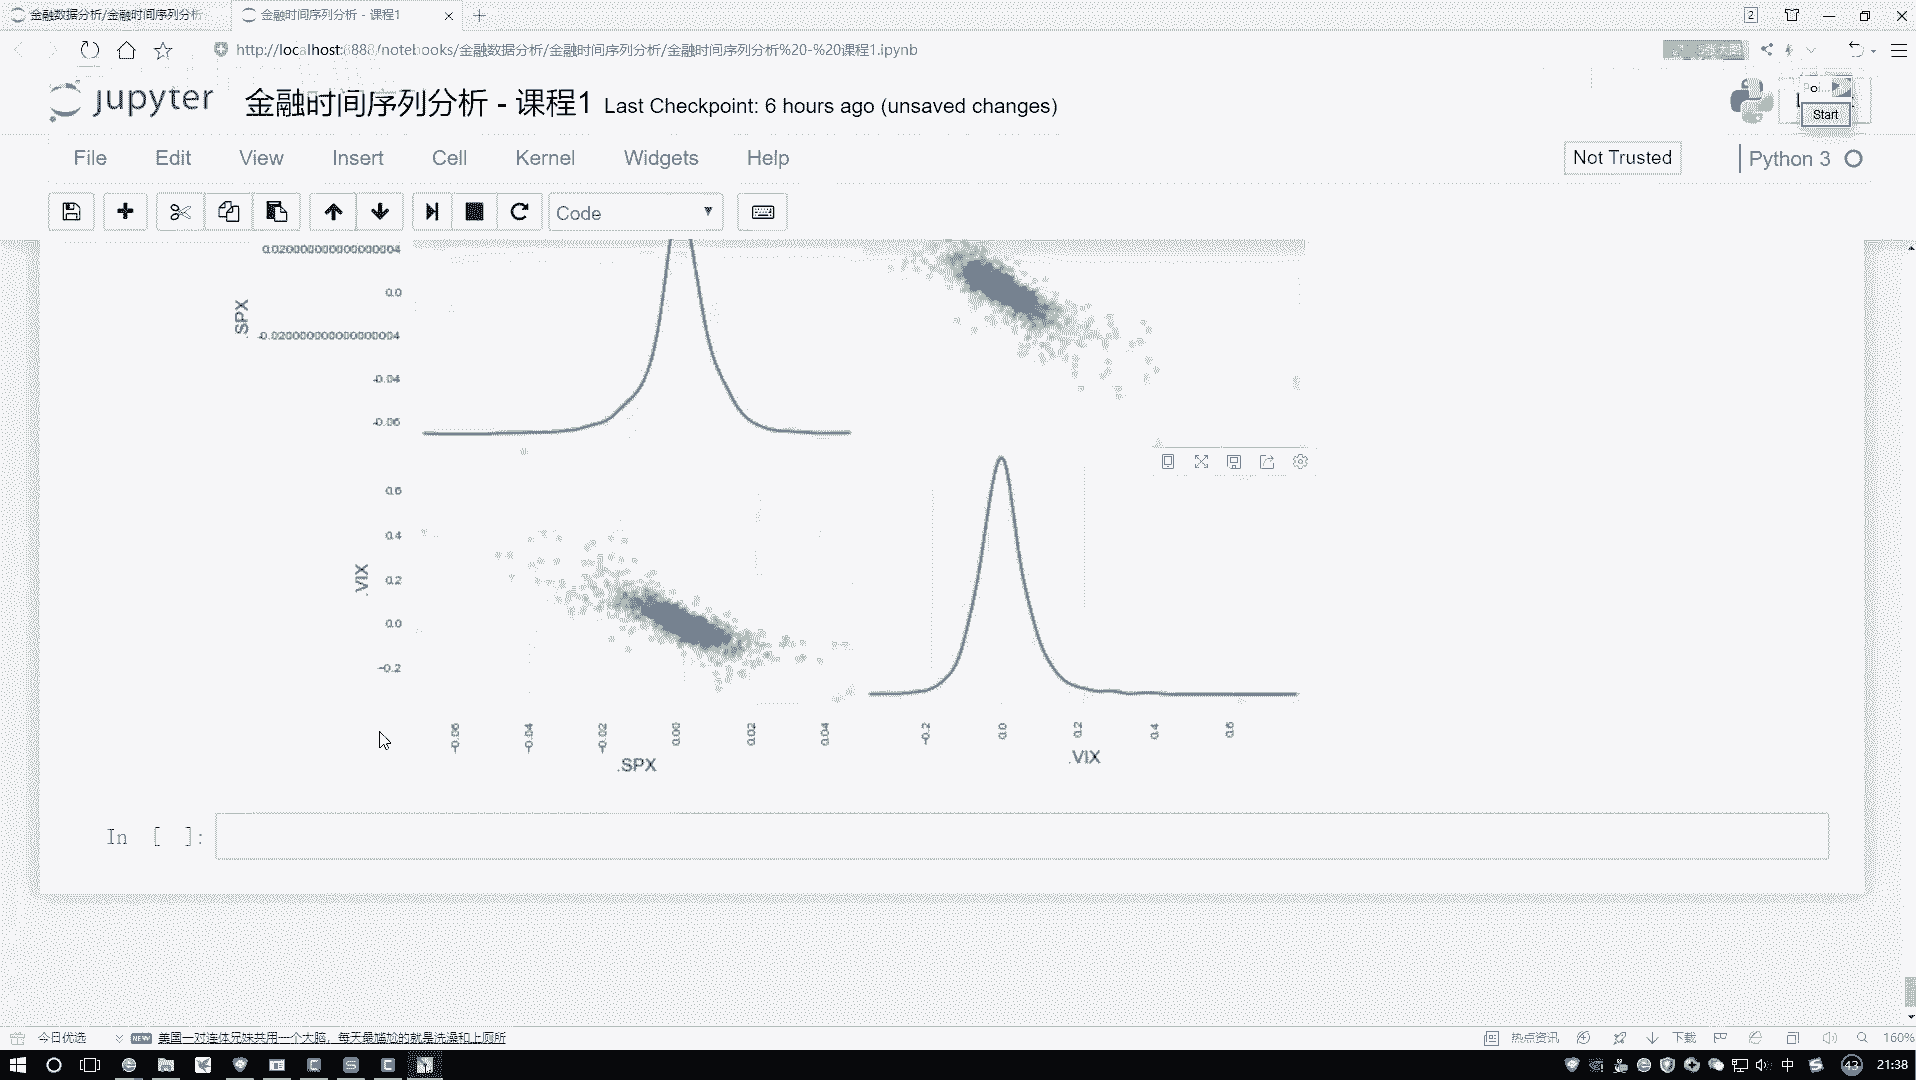 金融数据分析/金融时间序列分析
金融时间序列分析 - 课程1
2
http://localhost:8888/notebooks/金融数据分析/金融时间序列分析/金融时间序列分析%20-%20课程1.ipynb
jupyter
金融时间序列分析 - 课程1 Last Checkpoint: 6 hours ago (unsaved changes)
Start
File Edit View Insert Cell Kernel Widgets Help
Not Trusted
Python 3
Code
0.020000000000000004
0.0
-0.020000000000000004
-0.04
-0.06
.SPX
0.6
0.4
0.2
0.0
-0.2
.VIX
-0.06 -0.04 -0.02 0.00 0.02 0.04
.SPX
-0.2 0.0 0.2 0.4 0.6
.VIX
In [ ]:
今日优选
NEW
美国一对连体兄妹共用一个大脑，每天最尴尬的就是洗澡和上厕所
热点资讯
下载
160%
中
43
21:38